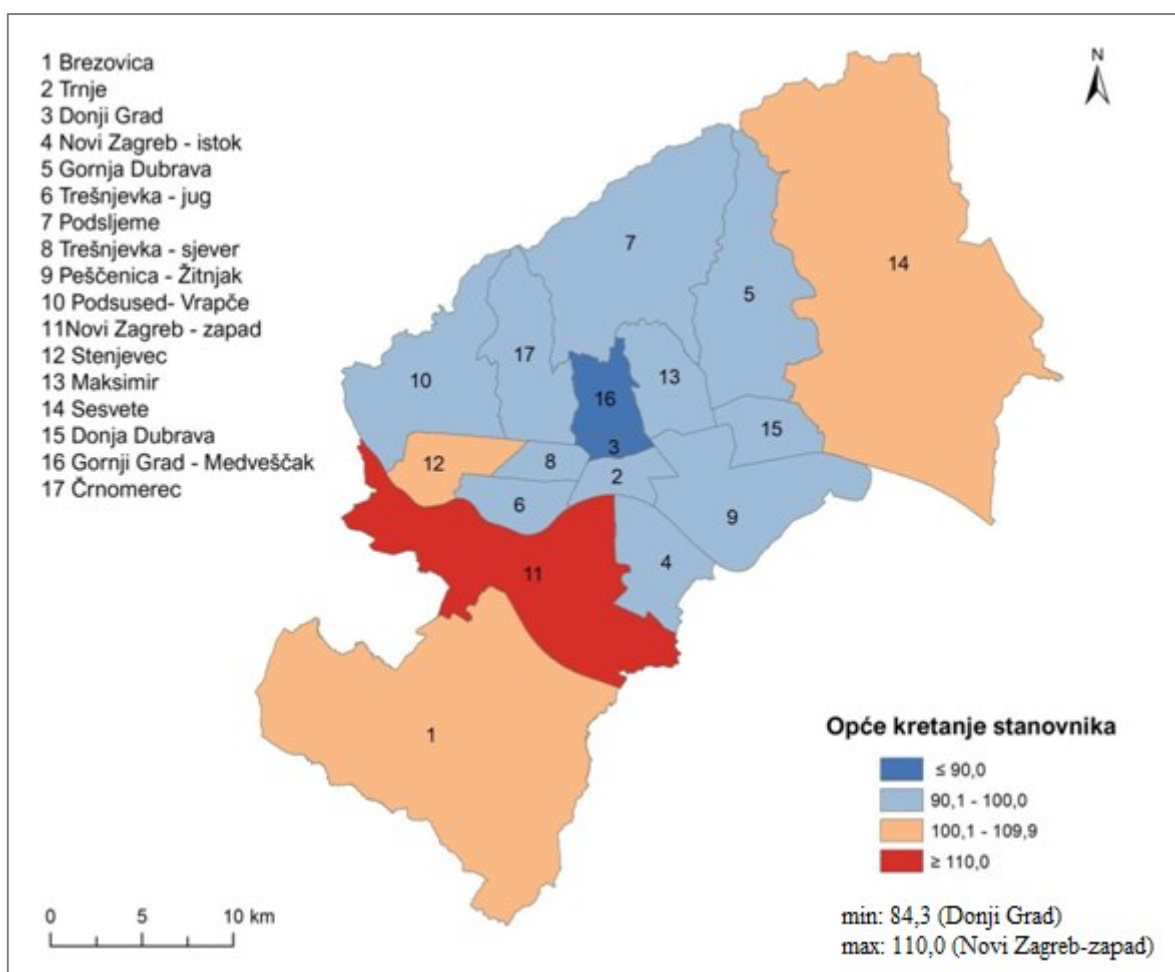 1 Brezovica
2 Trnje
3 Donji Grad
4 Novi Zagreb - istok
5 Gornja Dubrava
6 Trešnjevka - jug
7 Podsljeme
8 Trešnjevka - sjever
9 Peščenica - Žitnjak
10 Podsused- Vrapče
11Novi Zagreb - zapad
12 Stenjevec
13 Maksimir
14 Sesvete
15 Donja Dubrava
16 Gornji Grad - Medveščak
17 Črnomerec
N
7
14
5
17
13
10
16
15
3
12
8
2
6
9
4
11
1
Opće kretanje stanovnika
≤ 90,0
90,1 - 100,0
100,1 - 109,9
≥ 110,0
0 5 10 km
min: 84,3 (Donji Grad)
max: 110,0 (Novi Zagreb-zapad)